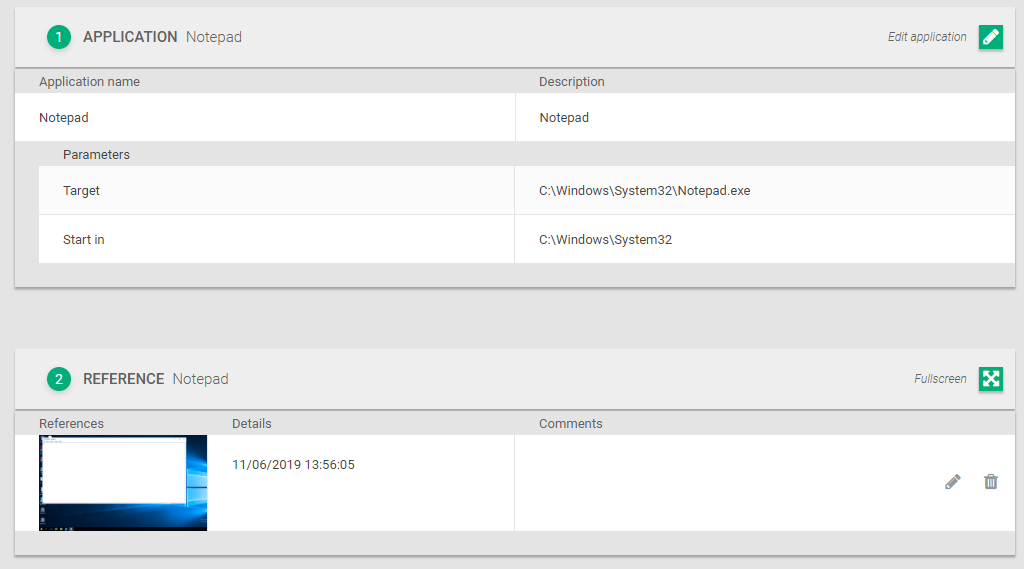 1 APPLICATION Notepad Edit application
Application name Description
Notepad Notepad
Parameters
Target C:\Windows\System32\Notepad.exe
Start in C:\Windows\System32
2 REFERENCE Notepad Fullscreen
References Details Comments
11/06/2019 13:56:05